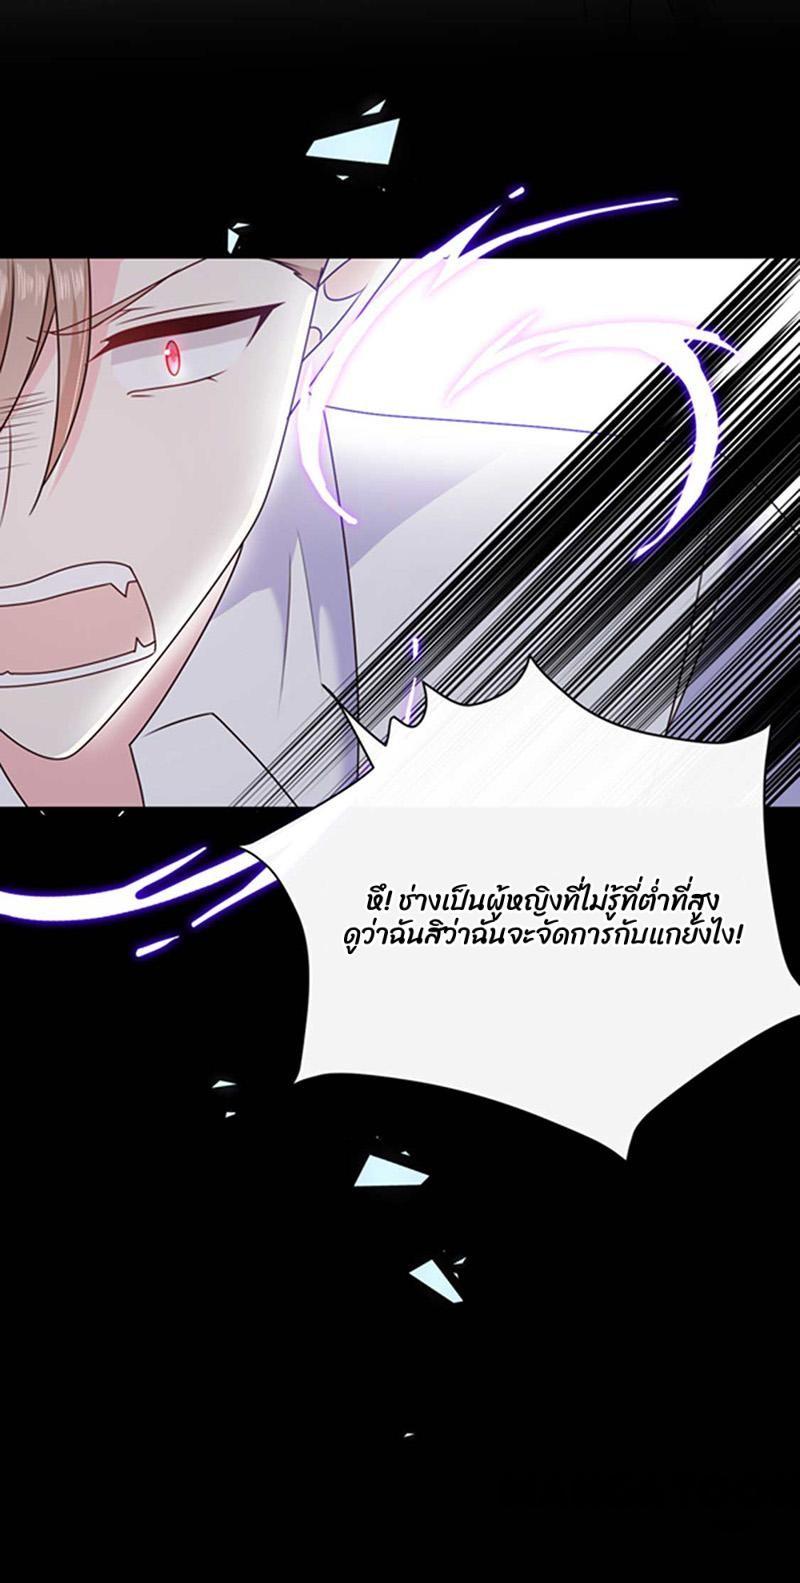 หึ! ช่างเป็นผู้หญิงที่ไม่รู้ที่ต่ำที่สูง
ดูว่าฉันสิว่าฉันจะจัดการกับแกยังไง!
MANGATOON